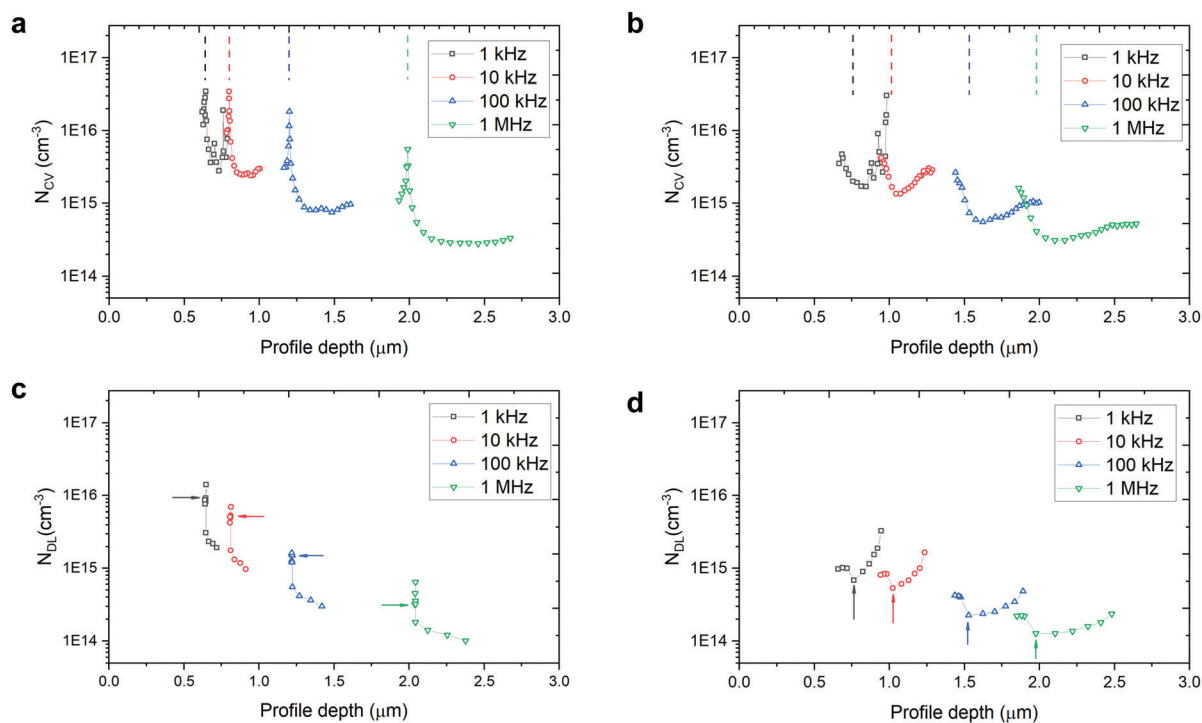 a
N_CV (cm⁻³)
1E17
1E16
1E15
1E14
0.0 0.5 1.0 1.5 2.0 2.5 3.0
Profile depth (μm)
1 kHz
10 kHz
100 kHz
1 MHz
b
N_CV (cm⁻³)
1E17
1E16
1E15
1E14
0.0 0.5 1.0 1.5 2.0 2.5 3.0
Profile depth (μm)
1 kHz
10 kHz
100 kHz
1 MHz
c
N_DL(cm⁻³)
1E17
1E16
1E15
1E14
0.0 0.5 1.0 1.5 2.0 2.5 3.0
Profile depth (μm)
1 kHz
10 kHz
100 kHz
1 MHz
d
N_DL(cm⁻³)
1E17
1E16
1E15
1E14
0.0 0.5 1.0 1.5 2.0 2.5 3.0
Profile depth (μm)
1 kHz
10 kHz
100 kHz
1 MHz